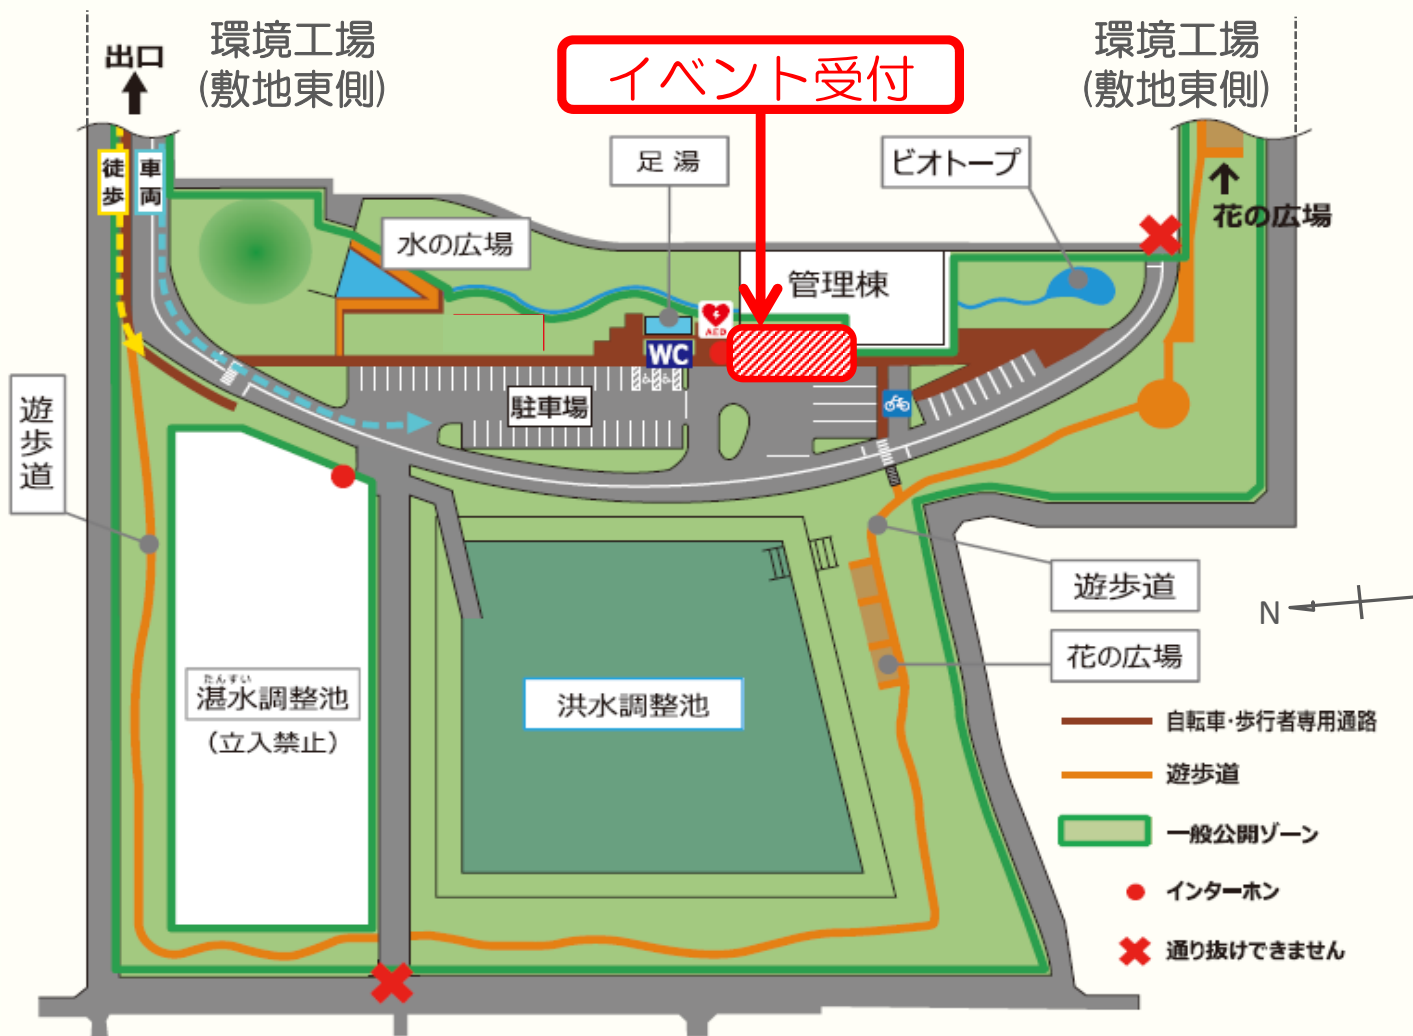 出口
環境工場
(敷地東側)
イベント受付
環境工場
(敷地東側)
徒歩
車両
足湯
ビオトープ
花の広場
水の広場
管理棟
AED
WC
駐車場
遊歩道
遊歩道
N
花の広場
たんすい
湛水調整池
(立入禁止)
洪水調整池
自転車・歩行者専用通路
遊歩道
一般公開ゾーン
インターホン
通り抜けできません